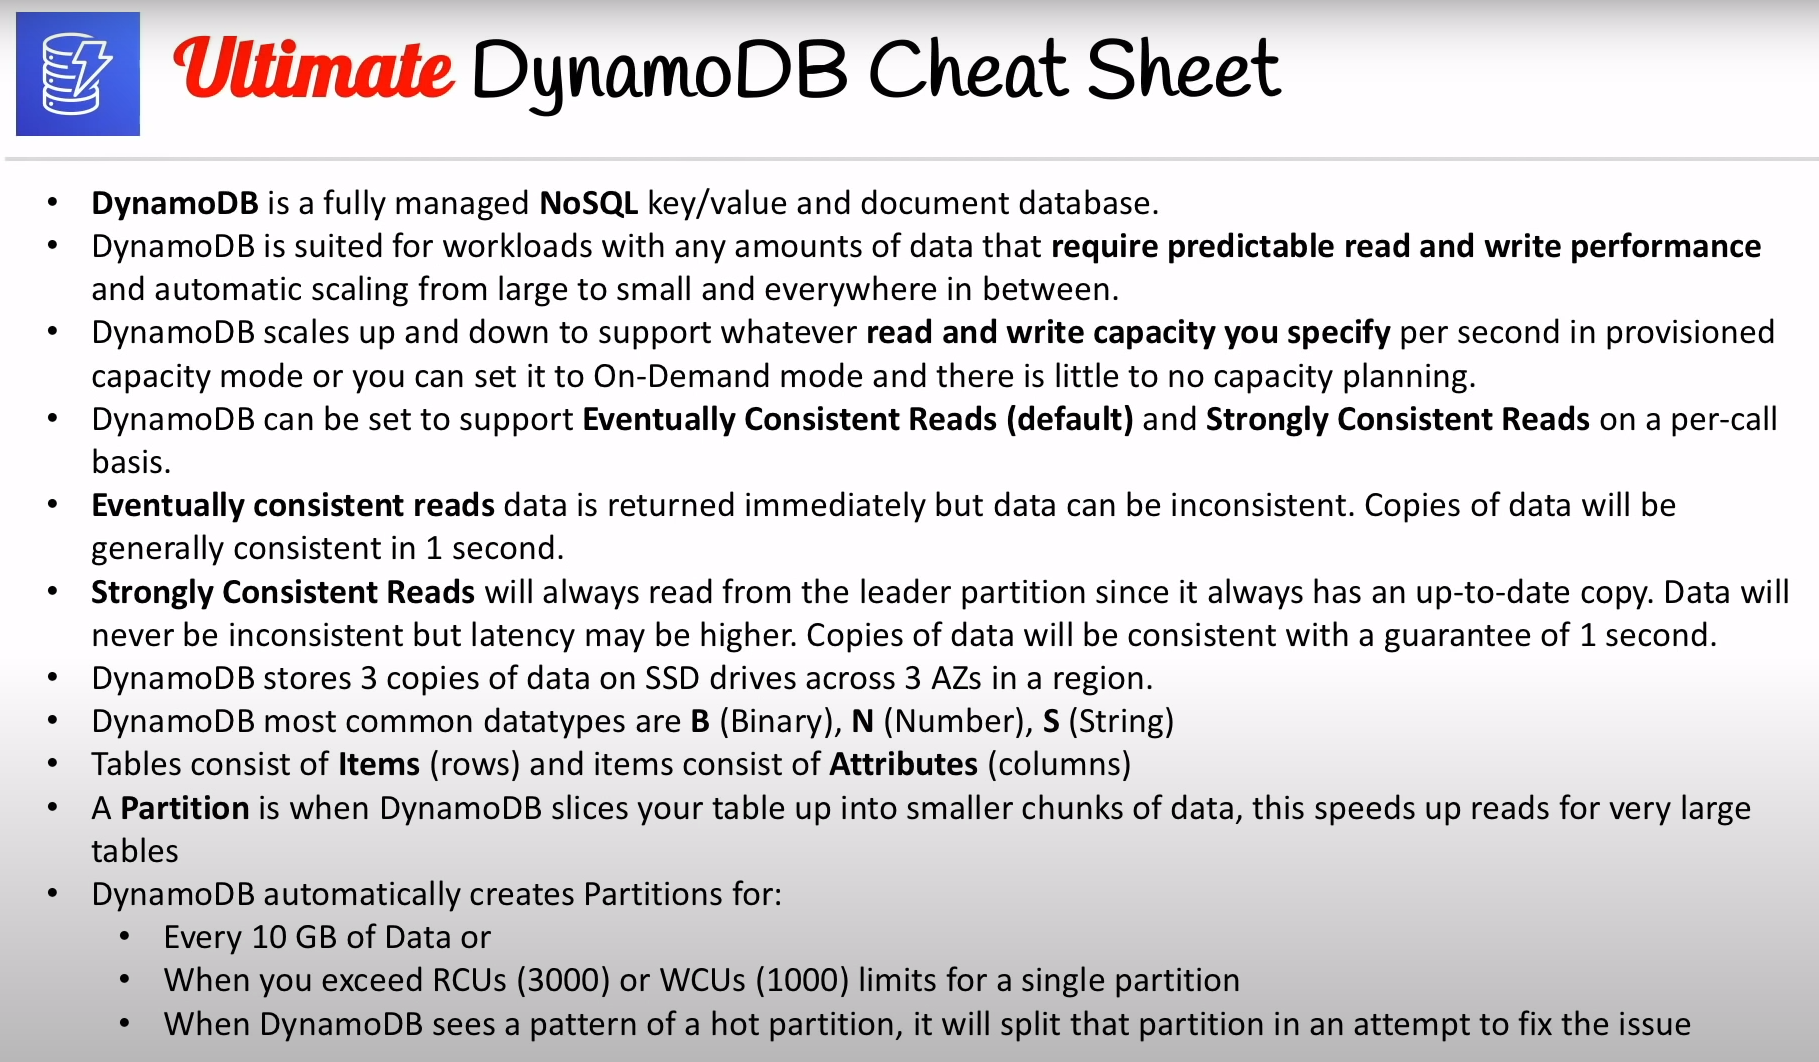 Ultimate DynamoDB Cheat Sheet
• DynamoDB is a fully managed NoSQL key/value and document database.
• DynamoDB is suited for workloads with any amounts of data that require predictable read and write performance
and automatic scaling from large to small and everywhere in between.
• DynamoDB scales up and down to support whatever read and write capacity you specify per second in provisioned
capacity mode or you can set it to On-Demand mode and there is little to no capacity planning.
• DynamoDB can be set to support Eventually Consistent Reads (default) and Strongly Consistent Reads on a per-call
basis.
• Eventually consistent reads data is returned immediately but data can be inconsistent. Copies of data will be
generally consistent in 1 second.
• Strongly Consistent Reads will always read from the leader partition since it always has an up-to-date copy. Data will
never be inconsistent but latency may be higher. Copies of data will be consistent with a guarantee of 1 second.
• DynamoDB stores 3 copies of data on SSD drives across 3 AZs in a region.
• DynamoDB most common datatypes are B (Binary), N (Number), S (String)
• Tables consist of Items (rows) and items consist of Attributes (columns)
• A Partition is when DynamoDB slices your table up into smaller chunks of data, this speeds up reads for very large
tables
• DynamoDB automatically creates Partitions for:
• Every 10 GB of Data or
• When you exceed RCUs (3000) or WCUs (1000) limits for a single partition
• When DynamoDB sees a pattern of a hot partition, it will split that partition in an attempt to fix the issue